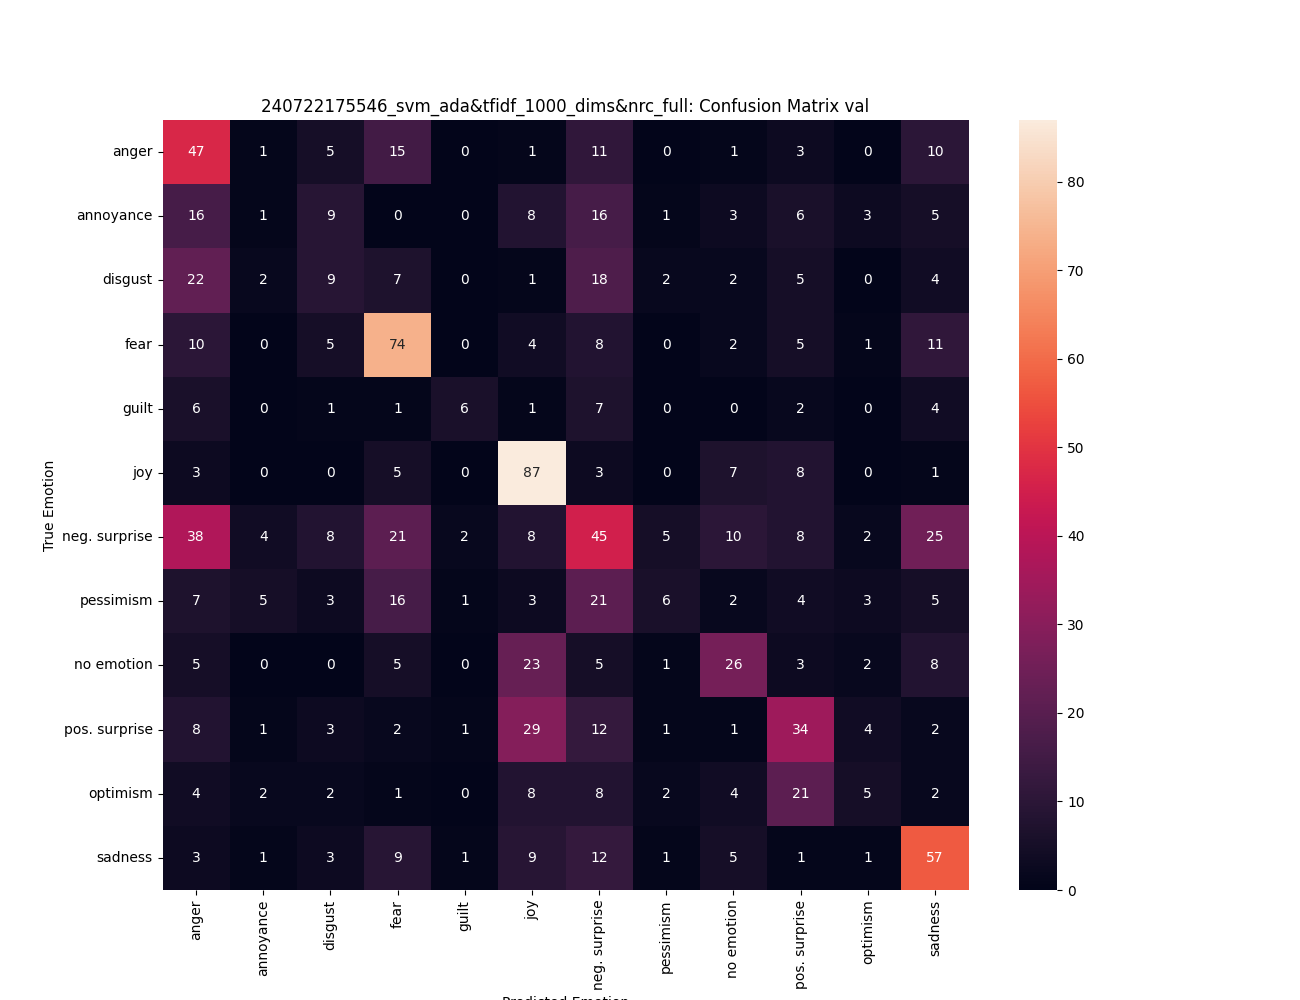 240722175546_svm_ada&tfidf_1000_dims&nrc_full: Confusion Matrix val
anger 47 1 5 15 0 1 11 0 1 3 0 10
annoyance 16 1 9 0 0 8 16 1 3 6 3 5
disgust 22 2 9 7 0 1 18 2 2 5 0 4
fear 10 0 5 74 0 4 8 0 2 5 1 11
guilt 6 0 1 1 6 1 7 0 0 2 0 4
joy 3 0 0 5 0 87 3 0 7 8 0 1
neg. surprise 38 4 8 21 2 8 45 5 10 8 2 25
pessimism 7 5 3 16 1 3 21 6 2 4 3 5
no emotion 5 0 0 5 0 23 5 1 26 3 2 8
pos. surprise 8 1 3 2 1 29 12 1 1 34 4 2
optimism 4 2 2 1 0 8 8 2 4 21 5 2
sadness 3 1 3 9 1 9 12 1 5 1 1 57
True Emotion
anger annoyance disgust fear guilt joy neg. surprise pessimism no emotion pos. surprise optimism sadness
Predicted Emotion
80
70
60
50
40
30
20
10
0